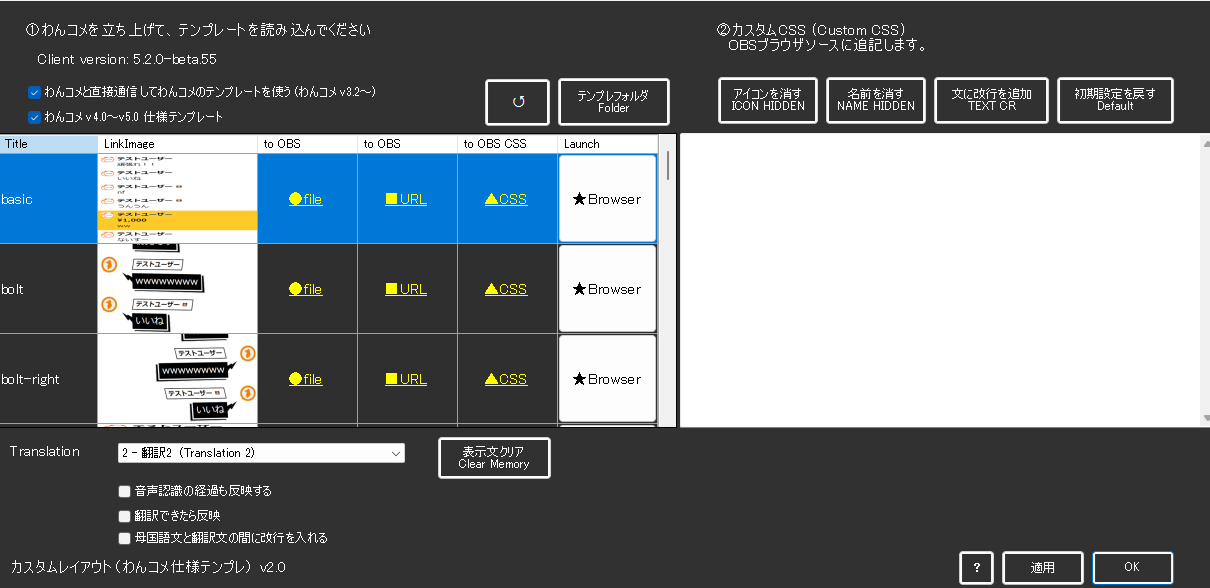 ①わんコメを立ち上げて、テンプレートを読み込んでください
Client version: 5.2.0-beta.55
わんコメと直接通信してわんコメのテンプレートを使う(わんコメv3.2～)
わんコメv4.0～v5.0 仕様テンプレート
↺
テンプレフォルダ
Folder
②カスタムCSS (Custom CSS)
OBSブラウザソースに追記します。
アイコンを消す
ICON HIDDEN
名前を消す
NAME HIDDEN
文に改行を追加
TEXT CR
初期設定を戻す
Default
Title LinkImage to OBS to OBS to OBS CSS Launch
basic
テストユーザー
頑張れ!!
テストユーザー
いいね
テストユーザー
nf
テストユーザー
うんうん
テストユーザー
¥1,000
ww
テストユーザー
ないすー
●file ■URL ▲CSS ★Browser
bolt
テストユーザー
wwwwwwwww
テストユーザー
いいね
●file ■URL ▲CSS ★Browser
bolt-right
テストユーザー
wwwwwwwww
テストユーザー
いいね
●file ■URL ▲CSS ★Browser
Translation
2 - 翻訳2 (Translation 2)
表示文クリア
Clear Memory
音声認識の経過も反映する
翻訳できたら反映
母国語文と翻訳文の間に改行を入れる
カスタムレイアウト(わんコメ仕様テンプレ) v2.0
?
適用
OK